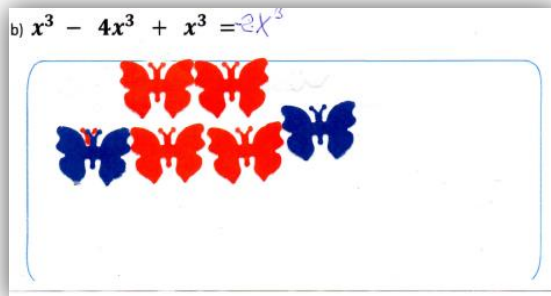 b) x³ − 4x³ + x³ = -2x³